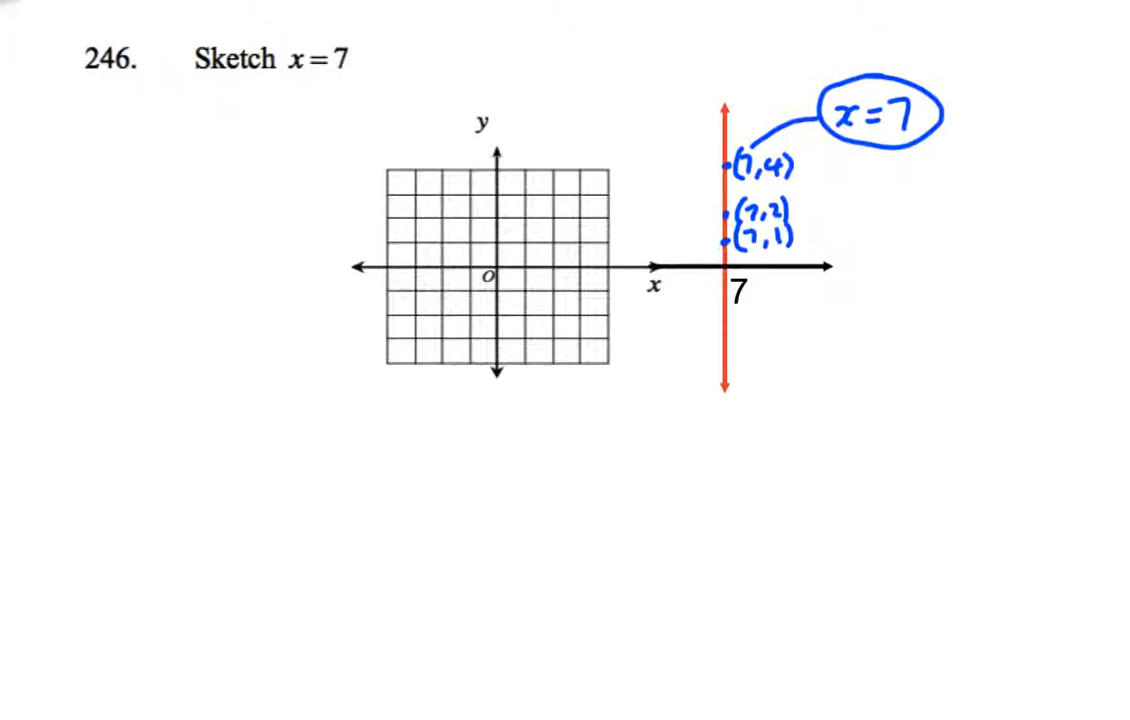 246. Sketch x = 7
x=7
y
(7,4)
(7,2)
(7,1)
O
x
7